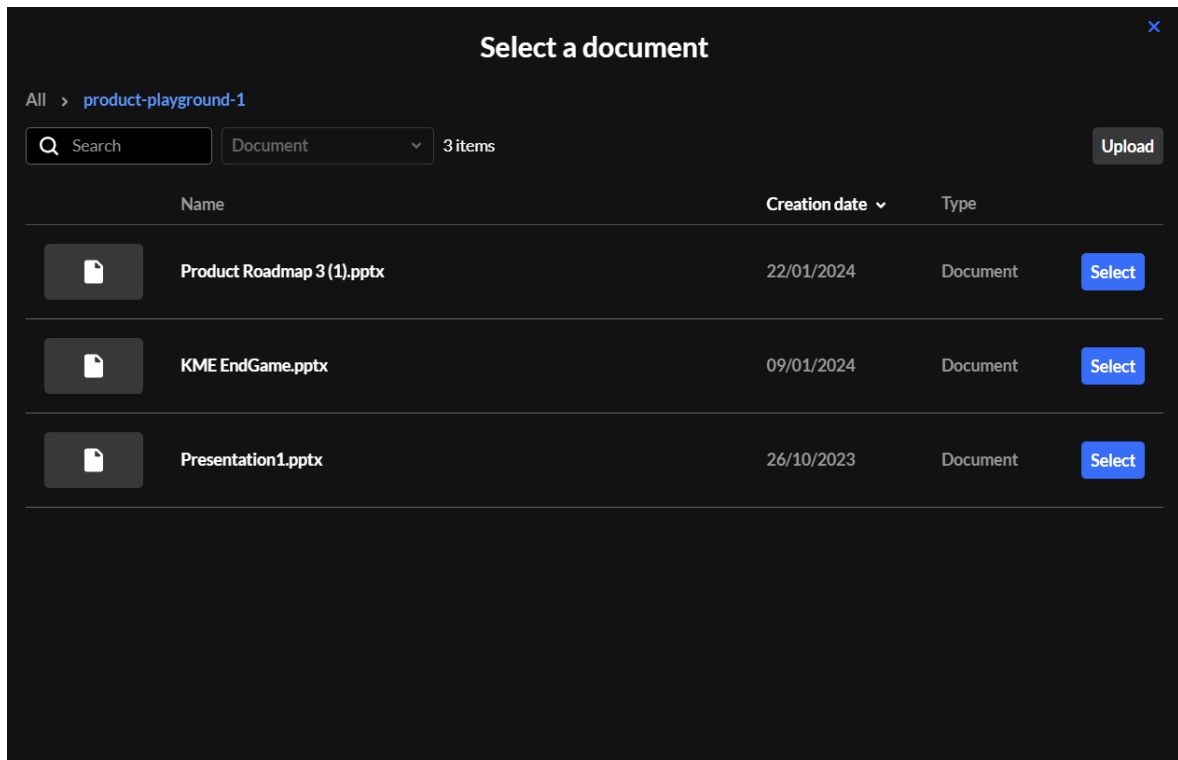 Select a document
All > product-playground-1
Search Document 3 items Upload
Name Creation date Type
Product Roadmap 3 (1).pptx 22/01/2024 Document Select
KME EndGame.pptx 09/01/2024 Document Select
Presentation1.pptx 26/10/2023 Document Select